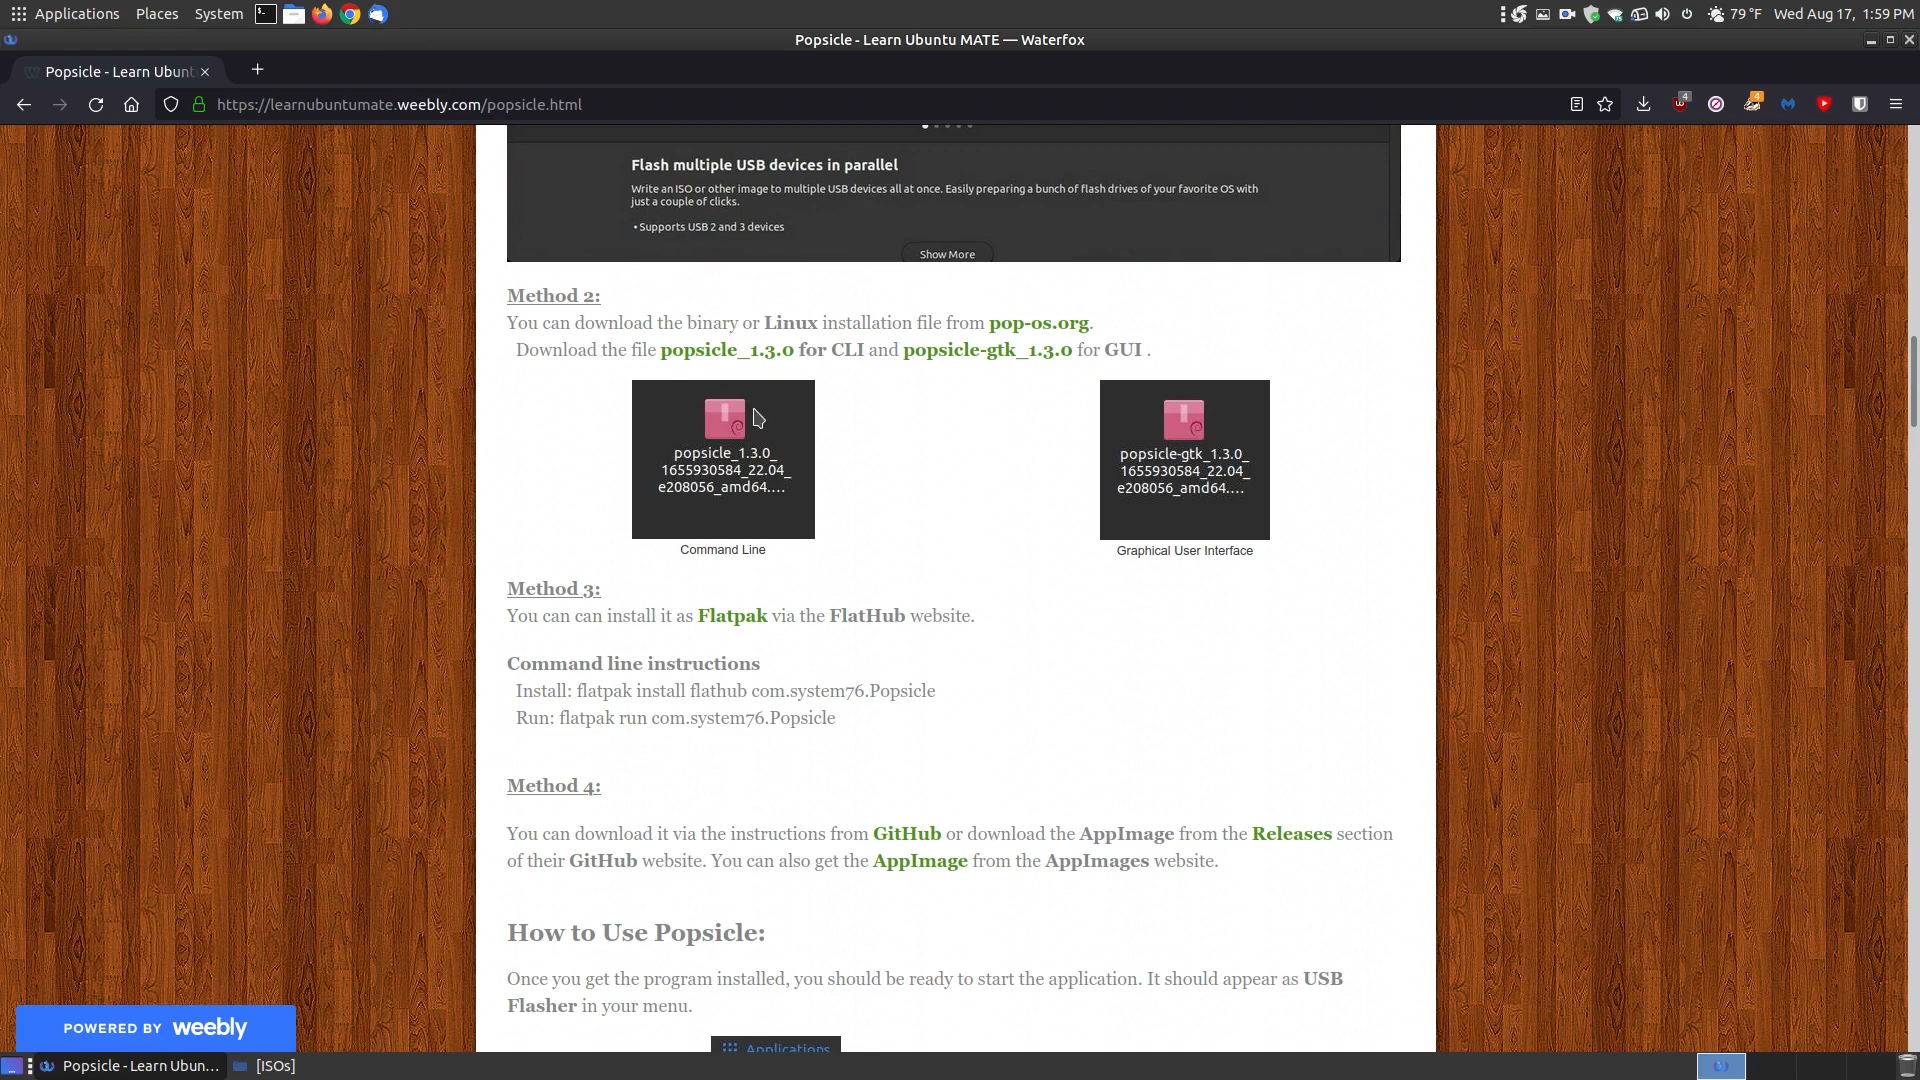 Applications Places System 79 °F Wed Aug 17, 1:59 PM
Popsicle - Learn Ubuntu MATE — Waterfox
Popsicle - Learn Ubunt
https://learnubuntumate.weebly.com/popsicle.html 4 4
Flash multiple USB devices in parallel
Write an ISO or other image to multiple USB devices all at once. Easily preparing a bunch of flash drives of your favorite OS with
just a couple of clicks.
• Supports USB 2 and 3 devices
Show More
Method 2:
You can download the binary or Linux installation file from pop-os.org.
Download the file popsicle_1.3.0 for CLI and popsicle-gtk_1.3.0 for GUI .
popsicle_1.3.0_
1655930584_22.04_
e208056_amd64....
Command Line
popsicle-gtk_1.3.0_
1655930584_22.04_
e208056_amd64....
Graphical User Interface
Method 3:
You can can install it as Flatpak via the FlatHub website.
Command line instructions
Install: flatpak install flathub com.system76.Popsicle
Run: flatpak run com.system76.Popsicle
Method 4:
You can download it via the instructions from GitHub or download the AppImage from the Releases section
of their GitHub website. You can also get the AppImage from the AppImages website.
How to Use Popsicle:
Once you get the program installed, you should be ready to start the application. It should appear as USB
Flasher in your menu.
Applications
POWERED BY weebly
Popsicle - Learn Ubun... [ISOs]